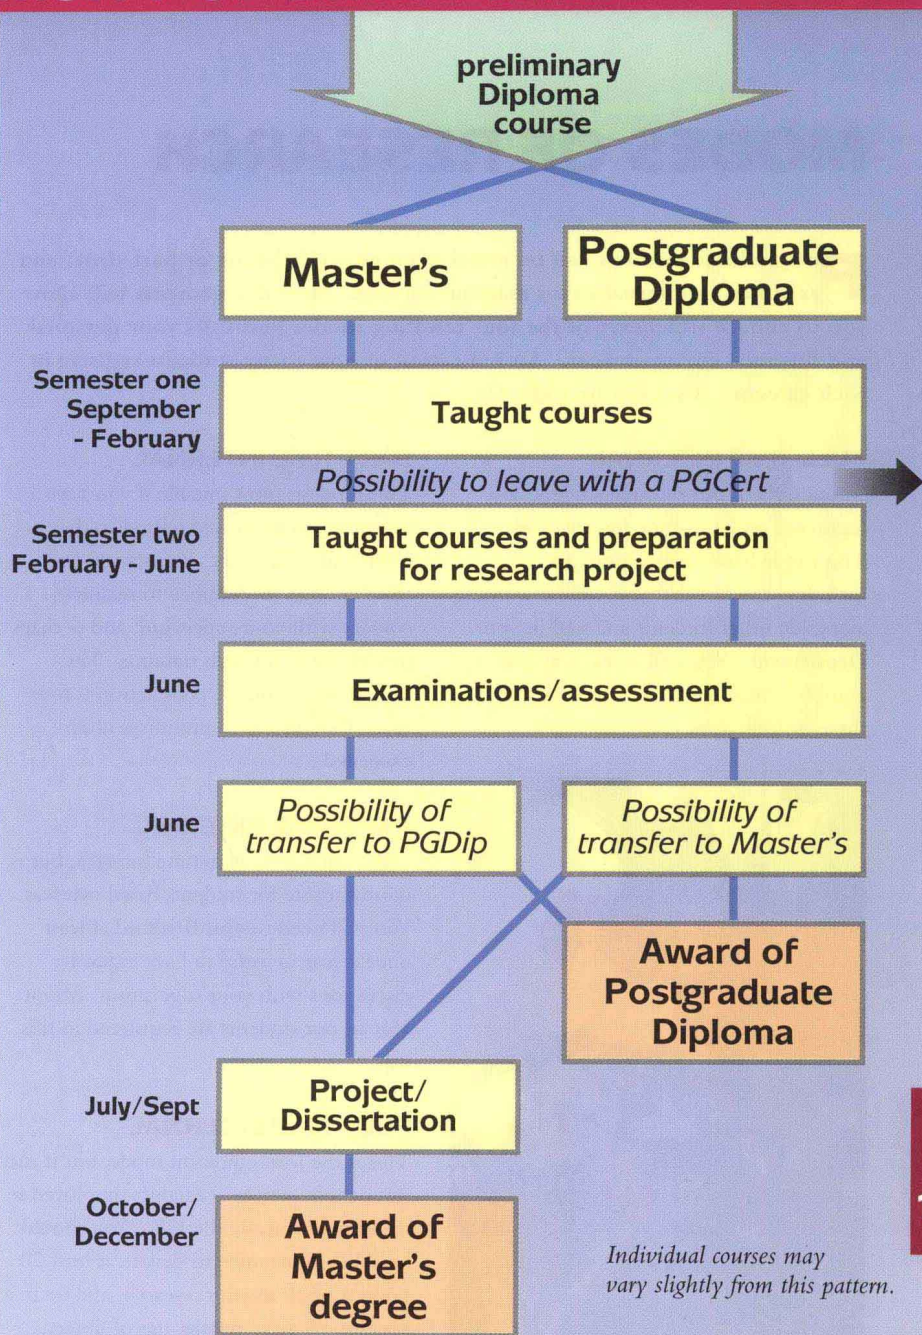 preliminary
Diploma
course
Master's
Postgraduate
Diploma
Semester one
September
- February
Taught courses
Possibility to leave with a PGCert
Semester two
February - June
Taught courses and preparation
for research project
June
Examinations/assessment
June
Possibility of
transfer to PGDip
Possibility of
transfer to Master's
Award of
Postgraduate
Diploma
July/Sept
Project/
Dissertation
October/
December
Award of
Master's
degree
Individual courses may
vary slightly from this pattern.